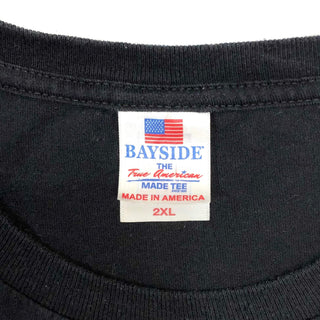 BAYSIDE
THE
True American
MADE TEE
MADE IN AMERICA
2XL